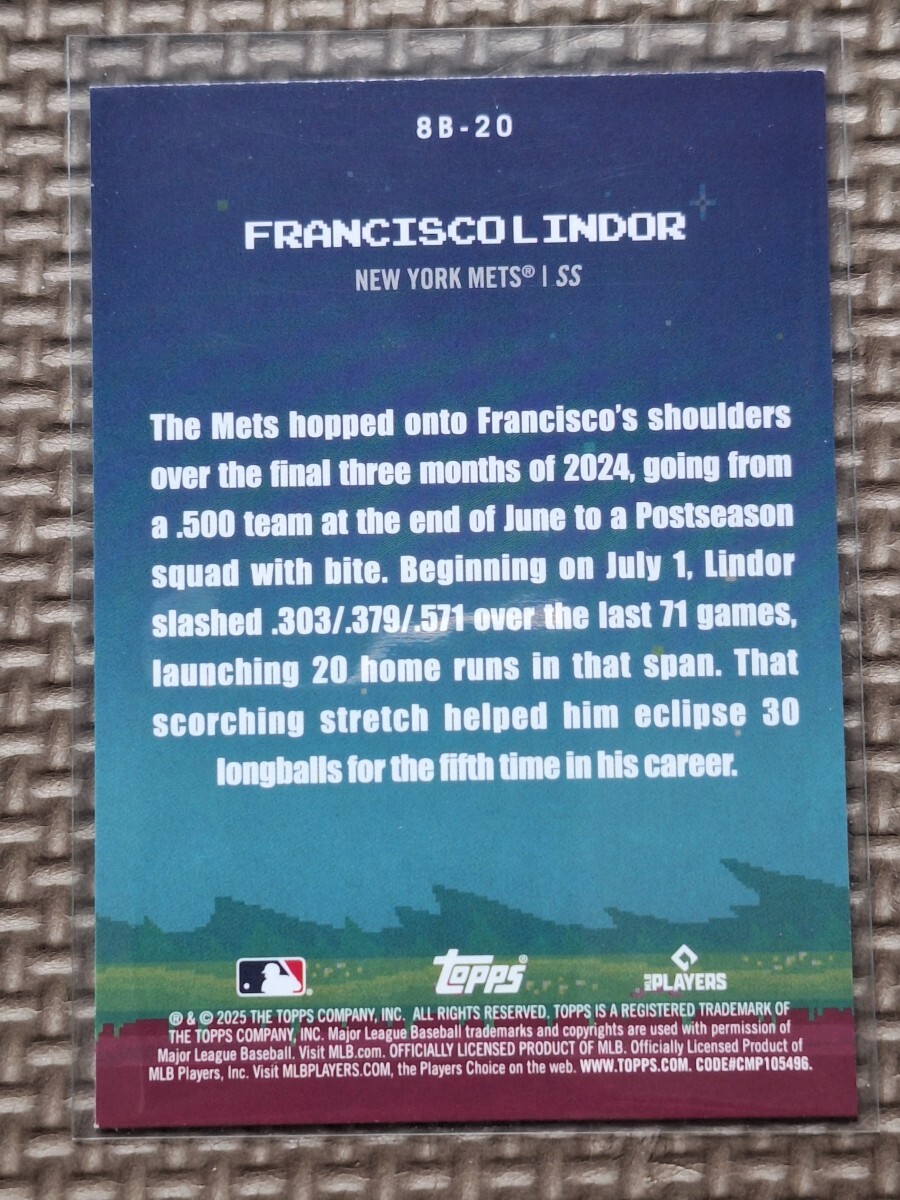 8B-20
FRANCISCO LINDOR
NEW YORK METS® | SS
The Mets hopped onto Francisco's shoulders
over the final three months of 2024, going from
a .500 team at the end of June to a Postseason
squad with bite. Beginning on July 1, Lindor
slashed .303/.379/.571 over the last 71 games,
launching 20 home runs in that span. That
scorching stretch helped him eclipse 30
longballs for the fifth time in his career.
Topps®
MLB PLAYERS
® & © 2025 THE TOPPS COMPANY, INC. ALL RIGHTS RESERVED. TOPPS IS A REGISTERED TRADEMARK OF
THE TOPPS COMPANY, INC. Major League Baseball trademarks and copyrights are used with permission of
Major League Baseball. Visit MLB.com. OFFICIALLY LICENSED PRODUCT OF MLB. Officially Licensed Product of
MLB Players, Inc. Visit MLBPLAYERS.COM, the Players Choice on the web. WWW.TOPPS.COM. CODE#CMP105496.